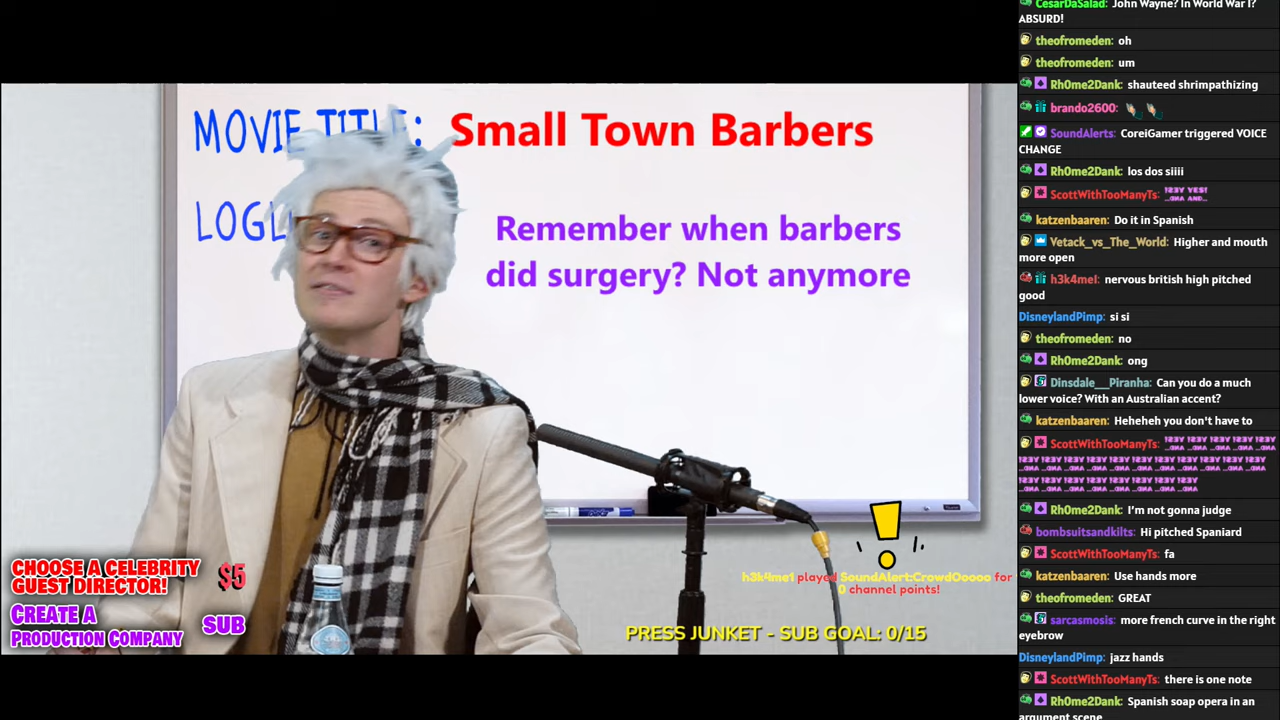 MOVIE TITLE:
Small Town Barbers
LOGL
Remember when barbers
did surgery? Not anymore
CHOOSE A CELEBRITY
GUEST DIRECTOR!
$5
CREATE A
PRODUCTION COMPANY
SUB
h3k4me1 played SoundAlert:CrowdOoooo for
0 channel points!
PRESS JUNKET - SUB GOAL: 0/15
CesarDaSalad: John Wayne? In World War I?
ABSURD!
theofromeden: oh
theofromeden: um
Rh0me2Dank: shauteed shrimpathizing
brando2600:
SoundAlerts: CoreiGamer triggered VOICE
CHANGE
Rh0me2Dank: los dos siiii
ScottWithTooManyTs: YES!
AND...
katzenbaaren: Do it in Spanish
Vetack_vs_The_World: Higher and mouth
more open
h3k4me1: nervous british high pitched
good
DisneylandPimp: si si
theofromeden: no
Rh0me2Dank: ong
Dinsdale__Piranha: Can you do a much
lower voice? With an Australian accent?
katzenbaaren: Heheheh you don't have to
ScottWithTooManyTs:
Rh0me2Dank: I'm not gonna judge
bombsuitsandkilts: Hi pitched Spaniard
ScottWithTooManyTs: fa
katzenbaaren: Use hands more
theofromeden: GREAT
sarcasmosis: more french curve in the right
eyebrow
DisneylandPimp: jazz hands
ScottWithTooManyTs: there is one note
Rh0me2Dank: Spanish soap opera in an
argument scene